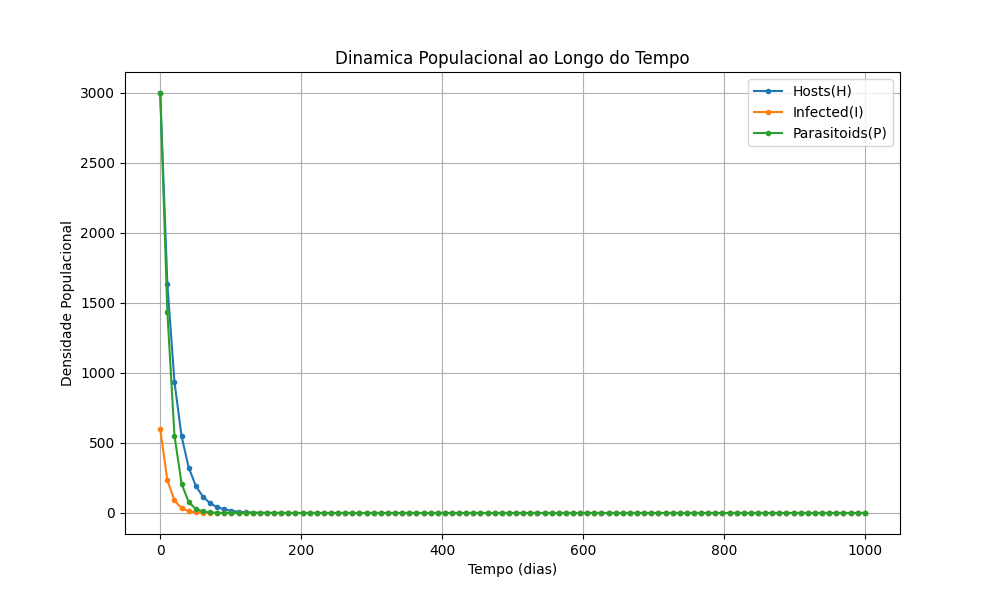 Dinamica Populacional ao Longo do Tempo
Hosts(H)
Infected(I)
Parasitoids(P)
Densidade Populacional
3000
2500
2000
1500
1000
500
0
0 200 400 600 800 1000
Tempo (dias)